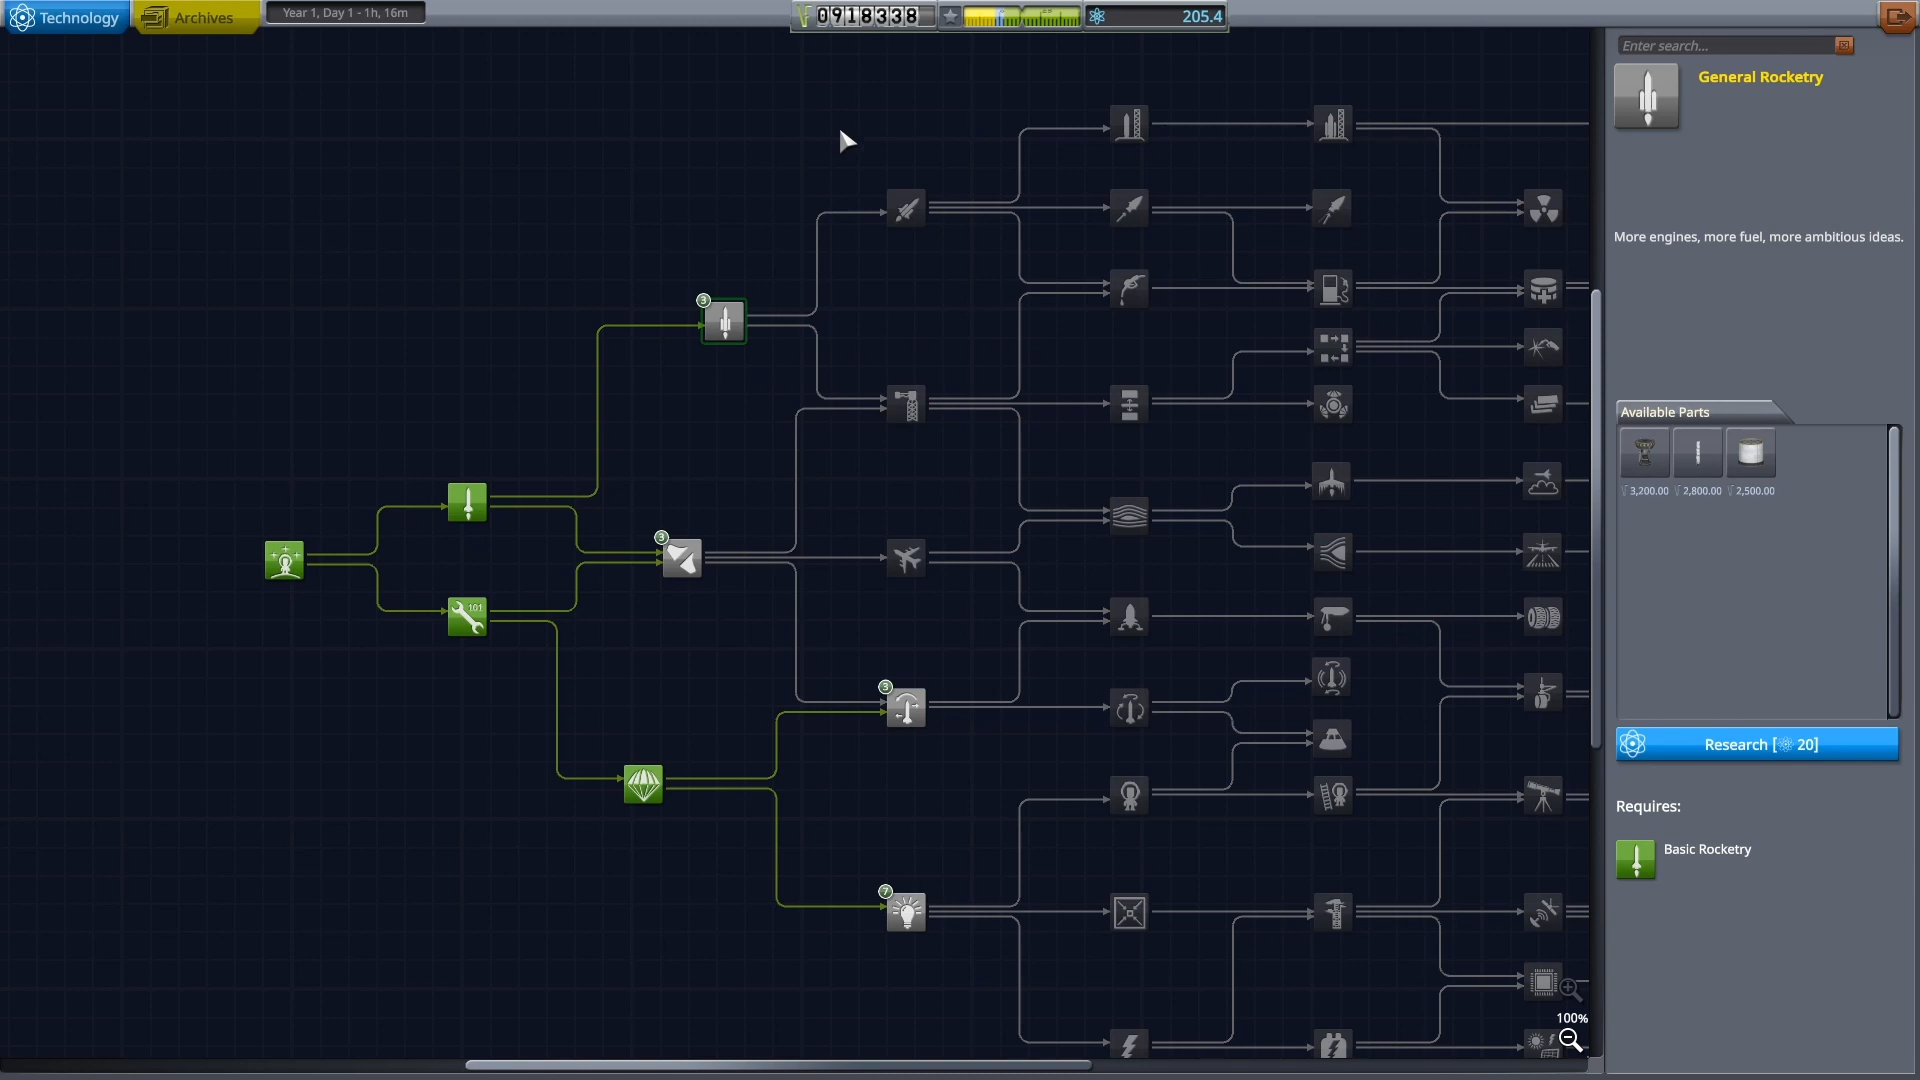 Technology
Archives
Year 1, Day 1 - 1h, 16m
0918338
205.4
Enter search...
General Rocketry
More engines, more fuel, more ambitious ideas.
3
Available Parts
3,200.00
2,800.00
2,500.00
3
101
3
Research [ 20]
Requires:
Basic Rocketry
7
100%